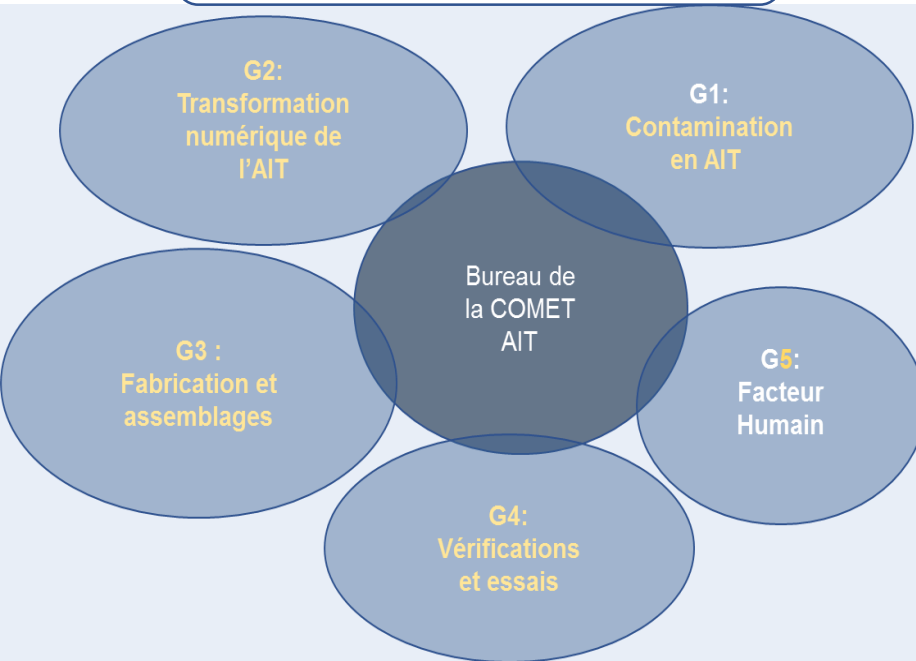 G2:
Transformation
numérique de
l'AIT
G1:
Contamination
en AIT
Bureau de
la COMET
AIT
G3 :
Fabrication et
assemblages
G5:
Facteur
Humain
G4:
Vérifications
et essais